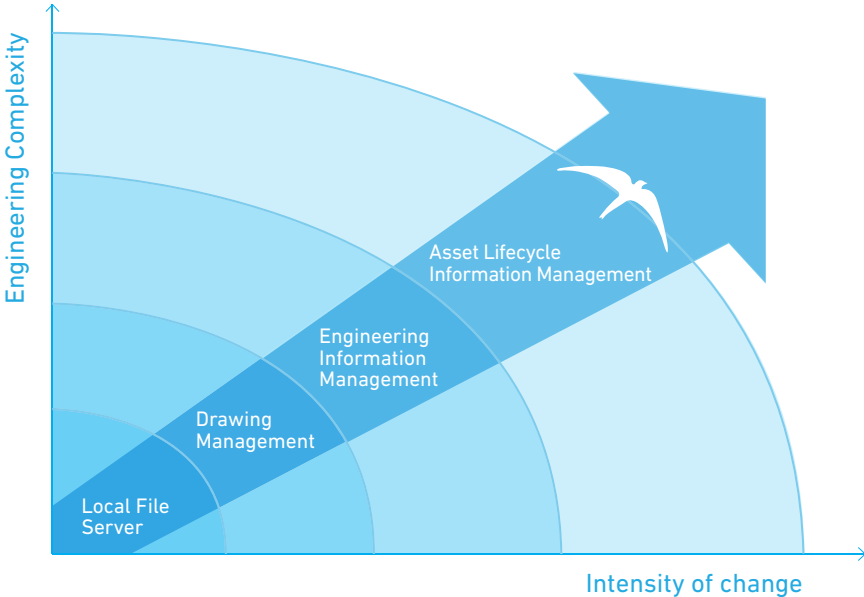 Engineering Complexity
Asset Lifecycle
Information Management
Engineering
Information
Management
Drawing
Management
Local File
Server
Intensity of change